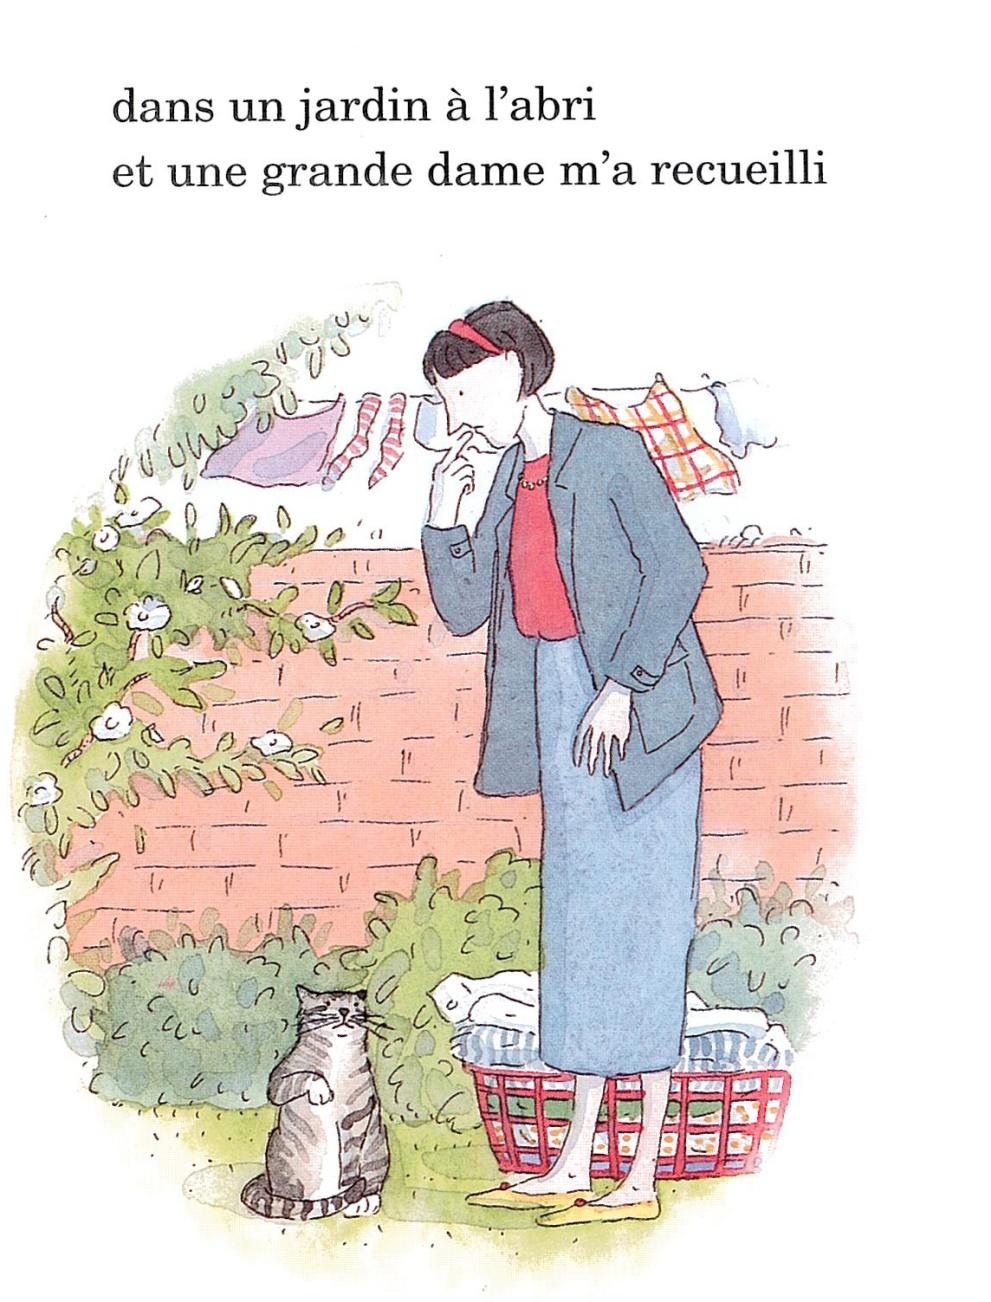 dans un jardin à l’abri
et une grande dame m’a recueilli